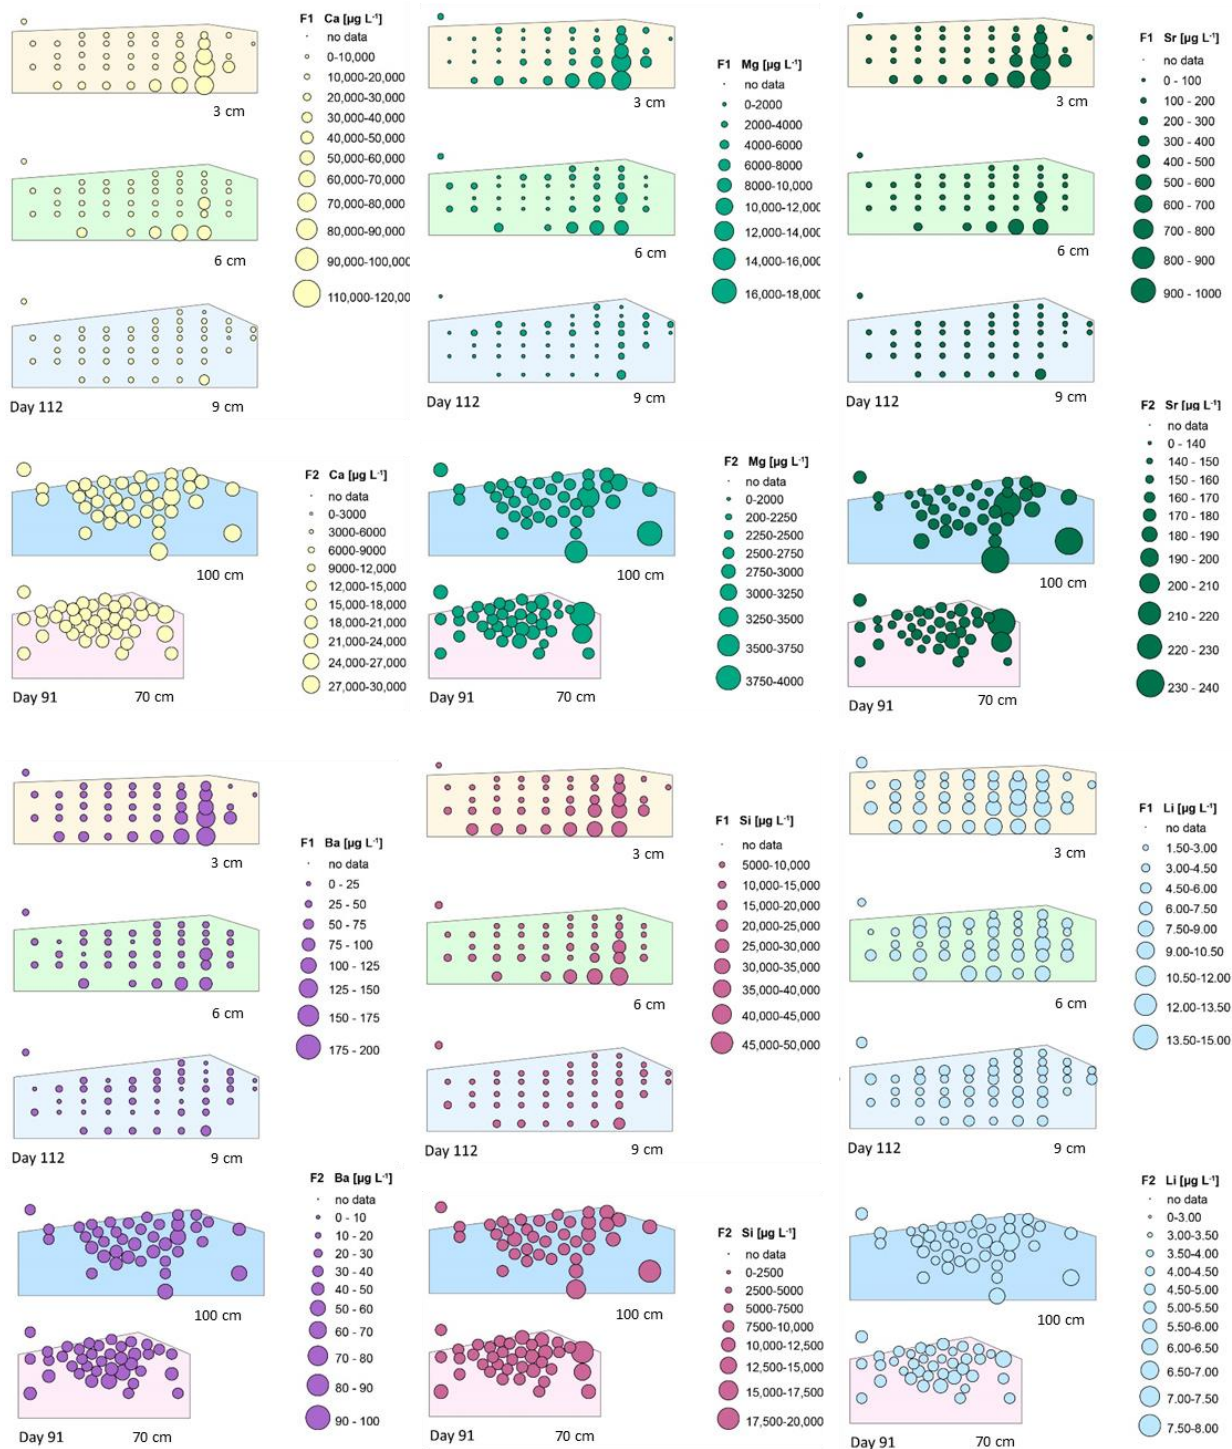 F1 Ca [µg L-1]
no data
0-10,000
10,000-20,000
20,000-30,000
30,000-40,000
40,000-50,000
50,000-60,000
60,000-70,000
70,000-80,000
80,000-90,000
90,000-100,000
110,000-120,00
3 cm
6 cm
Day 112
9 cm
F1 Mg [µg L-1]
no data
0-2000
2000-4000
4000-6000
6000-8000
8000-10,000
10,000-12,000
12,000-14,000
14,000-16,000
16,000-18,000
3 cm
6 cm
Day 112
9 cm
F1 Sr [µg L-1]
no data
0 - 100
100 - 200
200 - 300
300 - 400
400 - 500
500 - 600
600 - 700
700 - 800
800 - 900
900 - 1000
3 cm
6 cm
Day 112
9 cm
F2 Ca [µg L-1]
no data
0-3000
3000-6000
6000-9000
9000-12,000
12,000-15,000
15,000-18,000
18,000-21,000
21,000-24,000
24,000-27,000
27,000-30,000
100 cm
Day 91
70 cm
F2 Mg [µg L-1]
no data
0-2000
200-2250
2250-2500
2500-2750
2750-3000
3000-3250
3250-3500
3500-3750
3750-4000
100 cm
Day 91
70 cm
F2 Sr [µg L-1]
no data
0 - 140
140 - 150
150 - 160
160 - 170
170 - 180
180 - 190
190 - 200
200 - 210
210 - 220
220 - 230
230 - 240
100 cm
Day 91
70 cm
F1 Ba [µg L-1]
no data
0 - 25
25 - 50
50 - 75
75 - 100
100 - 125
125 - 150
150 - 175
175 - 200
3 cm
6 cm
Day 112
9 cm
F1 Si [µg L-1]
no data
5000-10,000
10,000-15,000
15,000-20,000
20,000-25,000
25,000-30,000
30,000-35,000
35,000-40,000
40,000-45,000
45,000-50,000
3 cm
6 cm
Day 112
9 cm
F1 Li [µg L-1]
no data
1.50-3.00
3.00-4.50
4.50-6.00
6.00-7.50
7.50-9.00
9.00-10.50
10.50-12.00
12.00-13.50
13.50-15.00
3 cm
6 cm
Day 112
9 cm
F2 Ba [µg L-1]
no data
0 - 10
10 - 20
20 - 30
30 - 40
40 - 50
50 - 60
60 - 70
70 - 80
80 - 90
90 - 100
100 cm
Day 91
70 cm
F2 Si [µg L-1]
no data
0-2500
2500-5000
5000-7500
7500-10,000
10,000-12,500
12,500-15,000
15,000-17,500
17,500-20,000
100 cm
Day 91
70 cm
F2 Li [µg L-1]
no data
0-3.00
3.00-3.50
3.50-4.00
4.00-4.50
4.50-5.00
5.00-5.50
5.50-6.00
6.00-6.50
6.50-7.00
7.00-7.50
7.50-8.00
100 cm
Day 91
70 cm